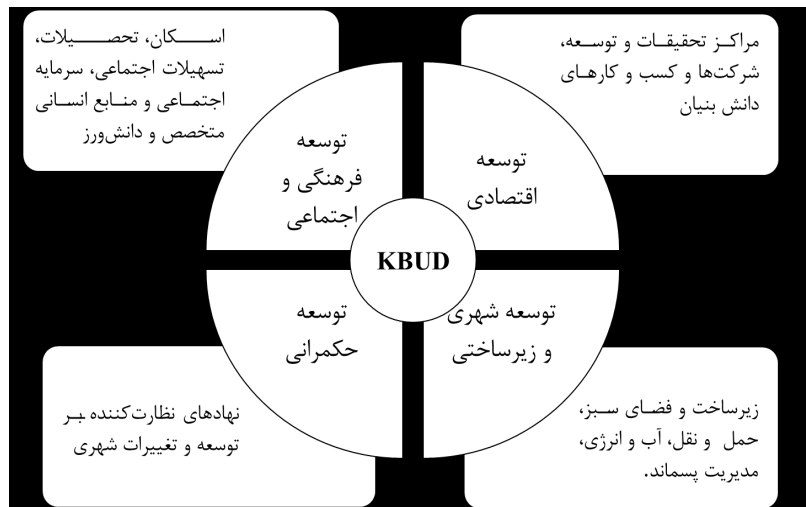 مراکز تحقیقات و توسعه،
شرکت‌ها و کسب و کارهای
دانش بنیان
اسکان، تحصیلات،
تسهیلات اجتماعی، سرمایه
اجتماعی و منابع انسانی
متخصص و دانش‌ورز
توسعه
اقتصادی
توسعه
فرهنگی و
اجتماعی
KBUD
توسعه شهری
و زیرساختی
توسعه
حکمرانی
زیرساخت و فضای سبز،
حمل و نقل، آب و انرژی،
مدیریت پسماند.
نهادهای نظارت‌کننده بر
توسعه و تغییرات شهری